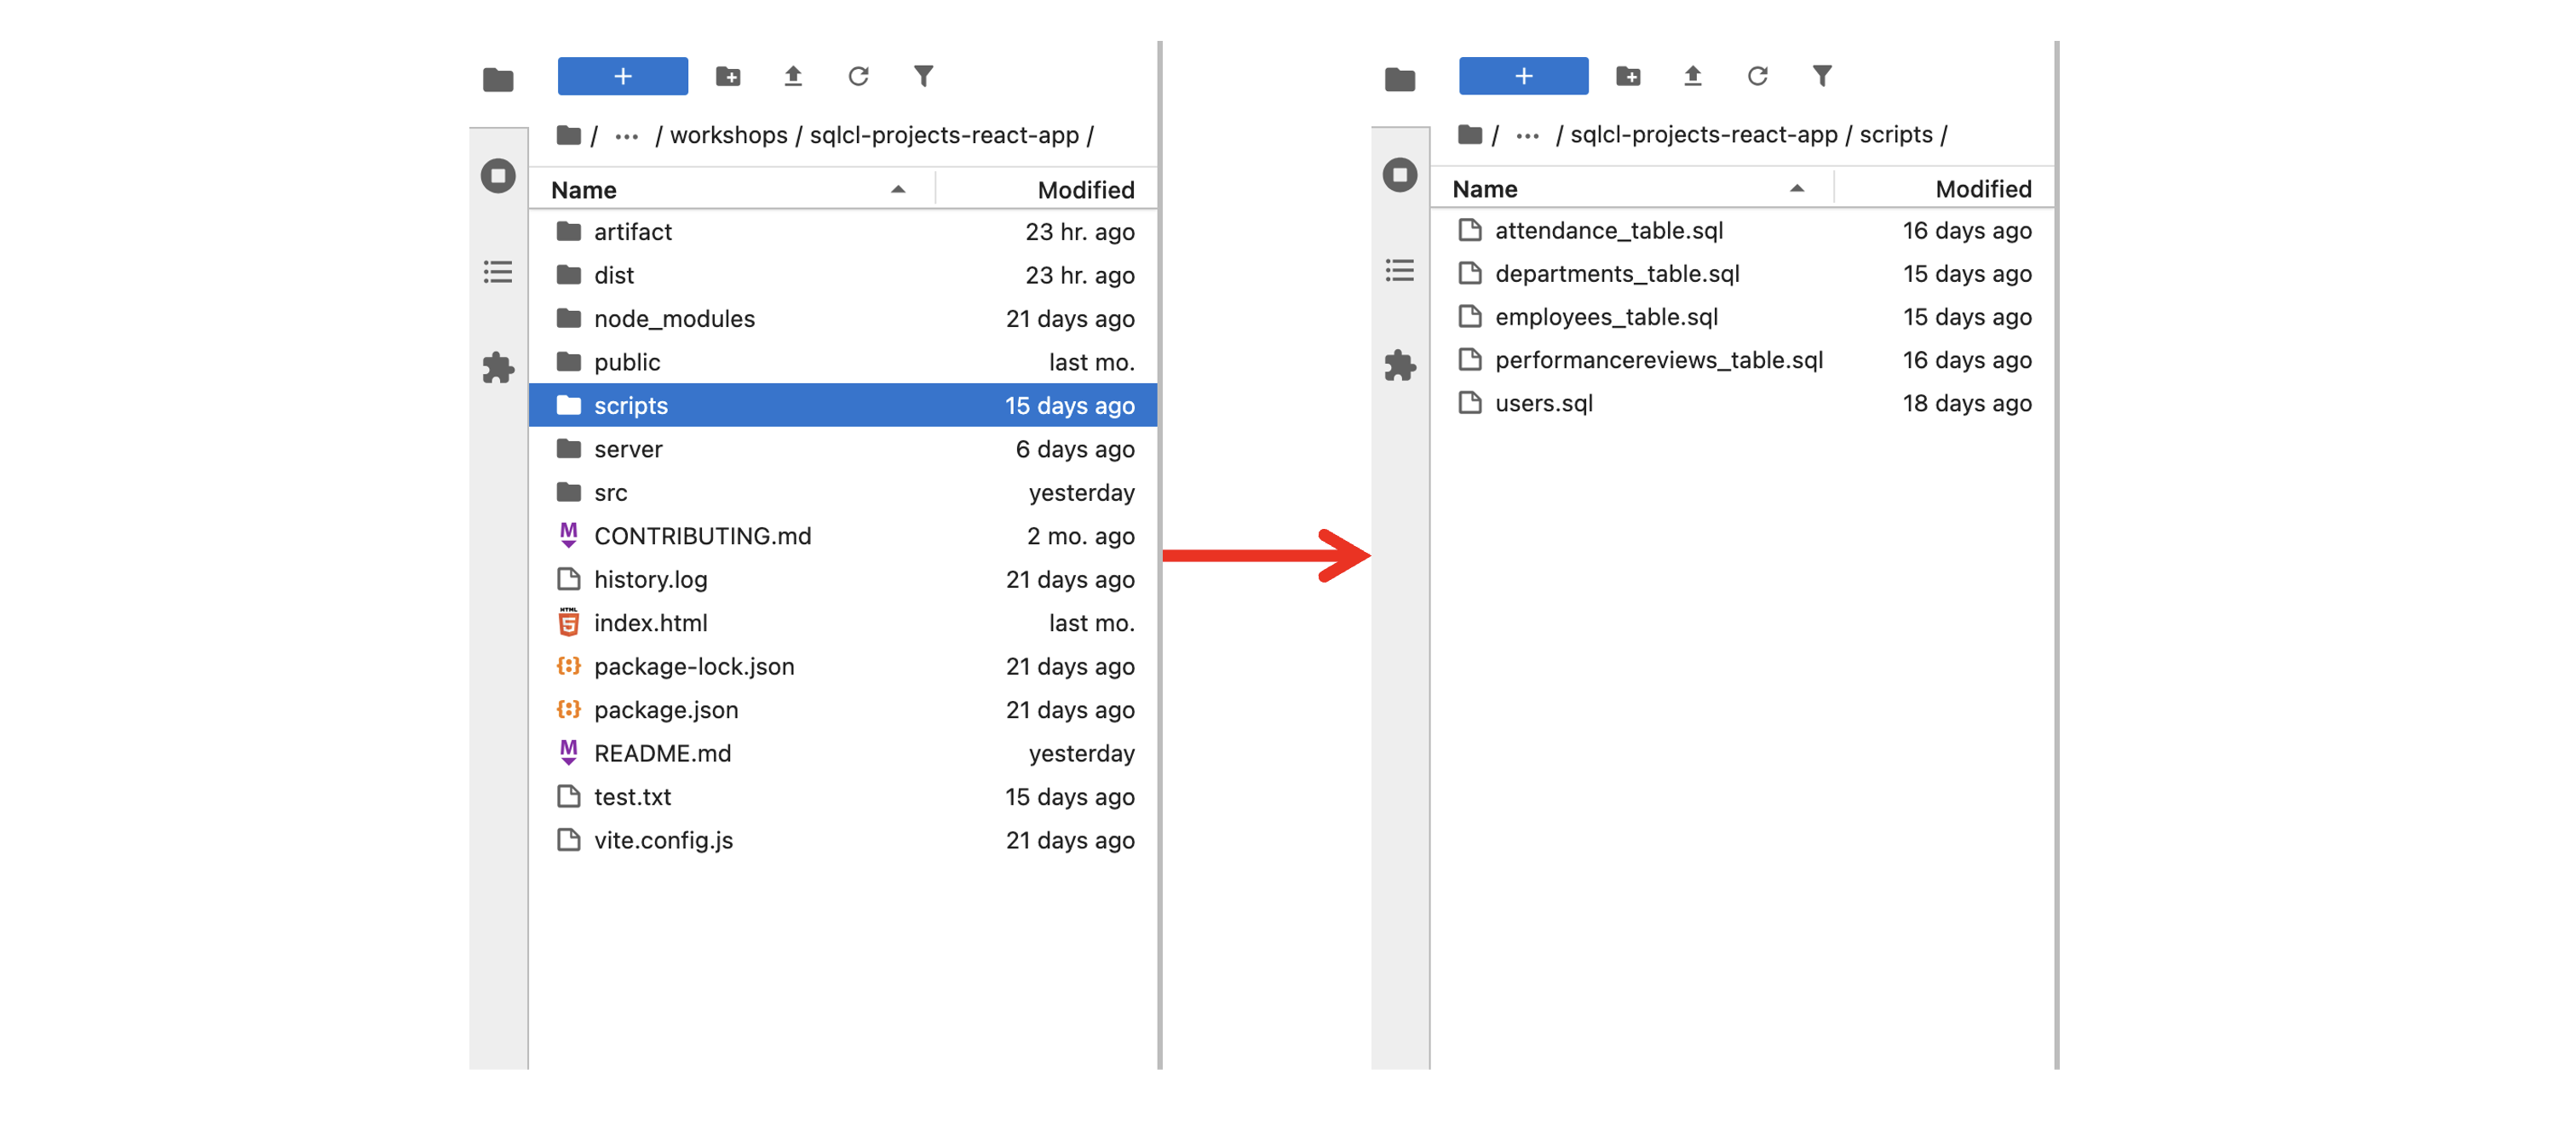 / ... / workshops / sqlcl-projects-react-app /
Name Modified
artifact 23 hr. ago
dist 23 hr. ago
node_modules 21 days ago
public last mo.
scripts 15 days ago
server 6 days ago
src yesterday
CONTRIBUTING.md 2 mo. ago
history.log 21 days ago
index.html last mo.
package-lock.json 21 days ago
package.json 21 days ago
README.md yesterday
test.txt 15 days ago
vite.config.js 21 days ago
/ ... / sqlcl-projects-react-app / scripts /
Name Modified
attendance_table.sql 16 days ago
departments_table.sql 15 days ago
employees_table.sql 15 days ago
performancereviews_table.sql 16 days ago
users.sql 18 days ago